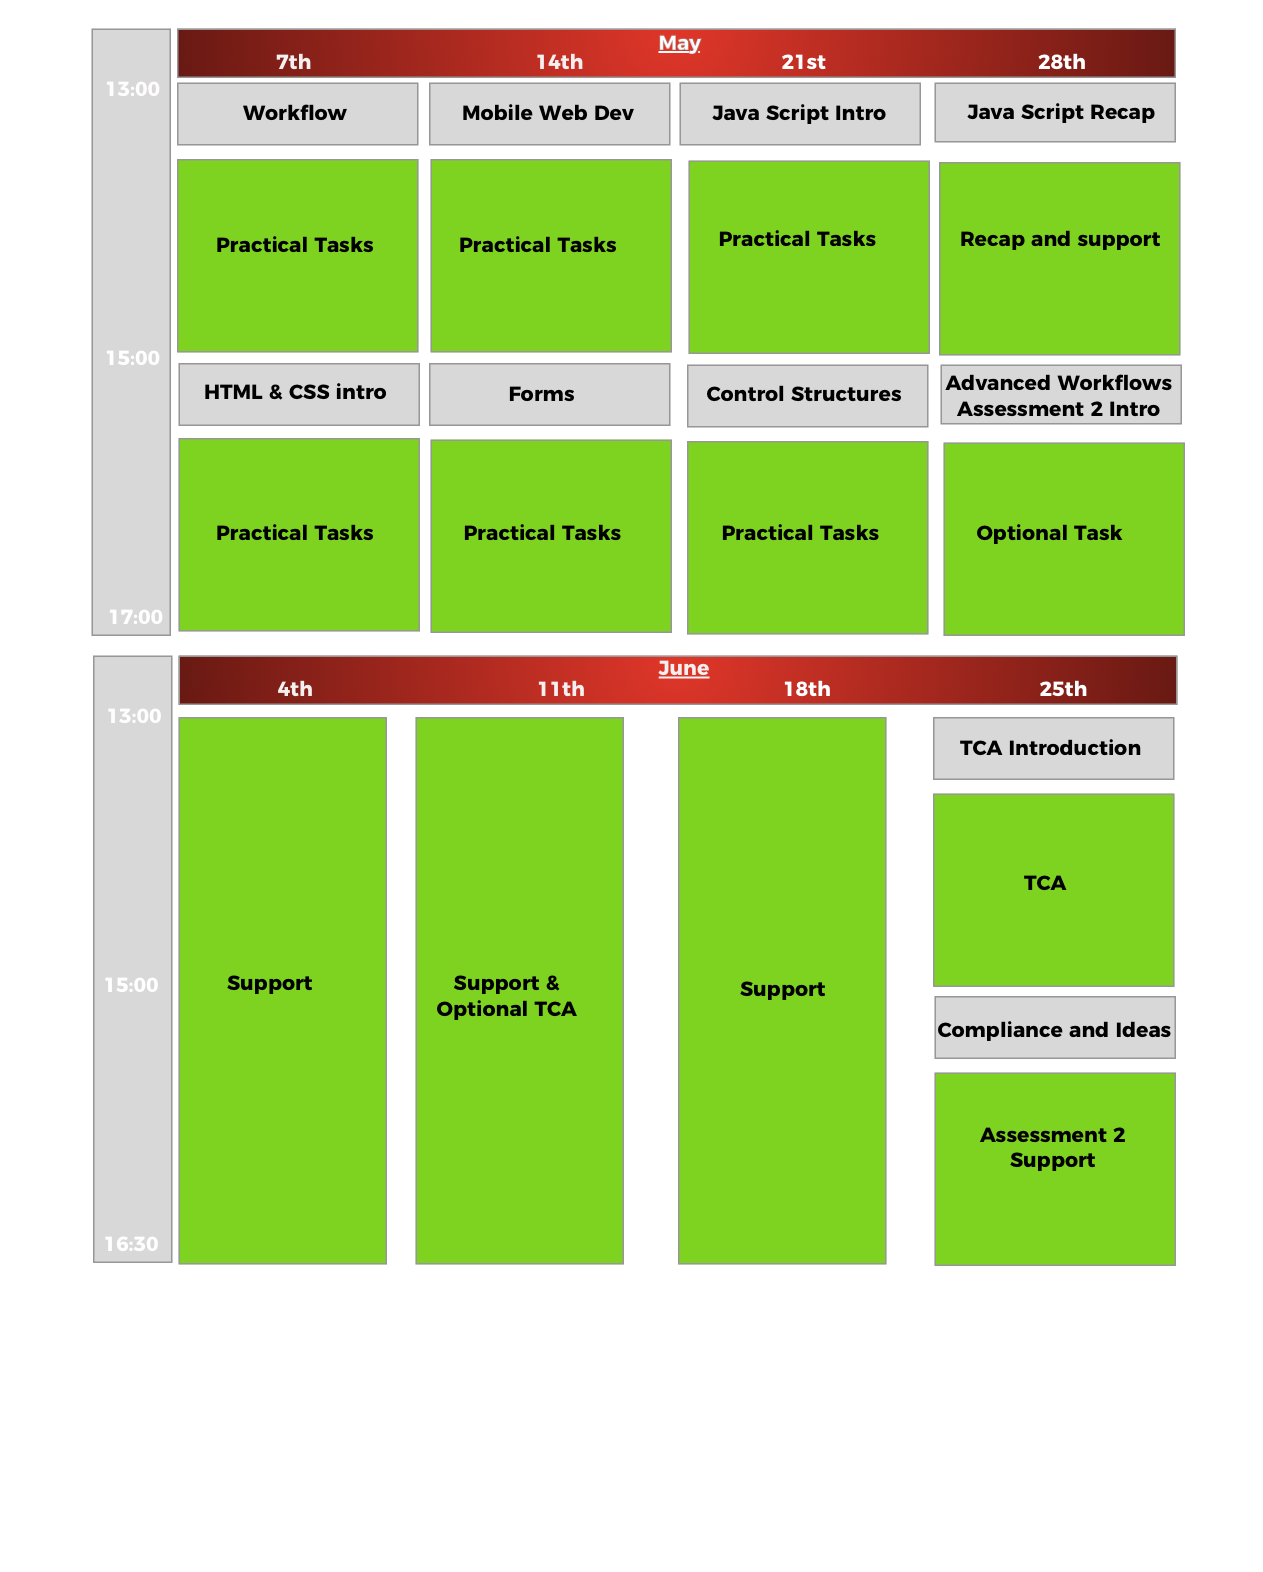 May
7th 14th 21st 28th
13:00
Workflow Mobile Web Dev Java Script Intro Java Script Recap
Practical Tasks Practical Tasks Practical Tasks Recap and support
15:00
HTML & CSS intro Forms Control Structures Advanced Workflows
Assessment 2 Intro
Practical Tasks Practical Tasks Practical Tasks Optional Task
17:00
June
4th 11th 18th 25th
13:00
TCA Introduction
TCA
Support Support & Support
Optional TCA
15:00
Compliance and Ideas
Assessment 2
Support
16:30